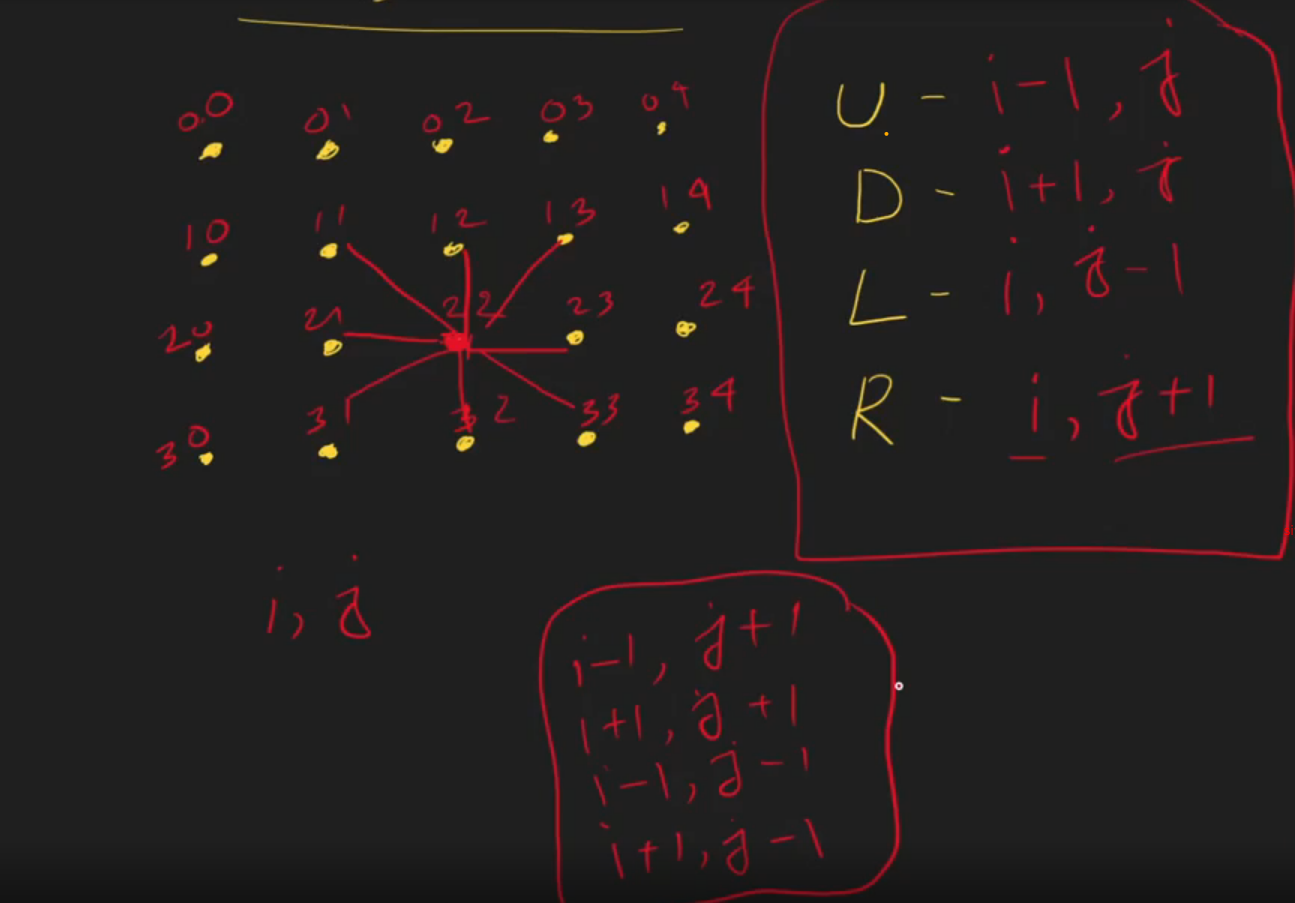 00 01 02 03 04
10 11 12 13 14
20 21 22 23 24
30 31 32 33 34
U - i-1, j
D - i+1, j
L - i, j-1
R - i, j+1
i, j
i-1, j+1
i+1, j+1
i-1, j-1
i+1, j-1